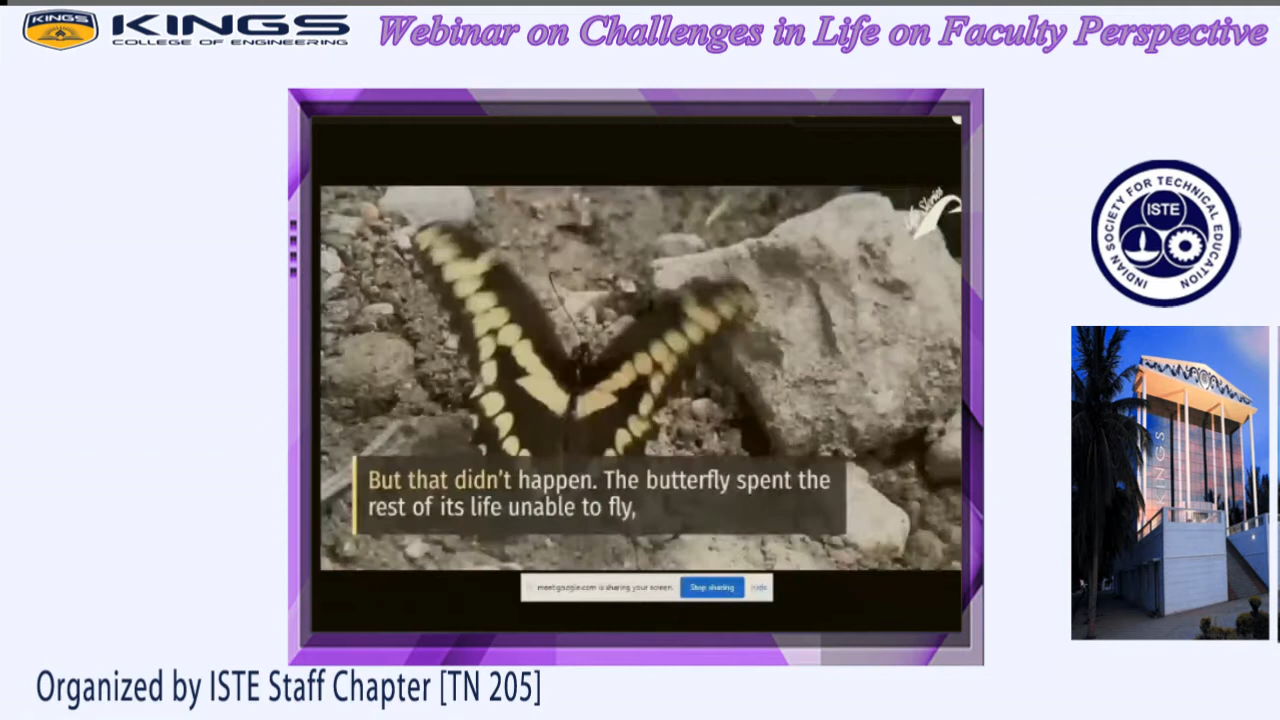 KINGS
KINGS
COLLEGE OF ENGINEERING
Webinar on Challenges in Life on Faculty Perspective
But that didn't happen. The butterfly spent the
rest of its life unable to fly,
meet.google.com is sharing your screen.
Stop sharing
Hide
INDIAN SOCIETY FOR TECHNICAL EDUCATION
ISTE
KINGS
Organized by ISTE Staff Chapter [TN 205]